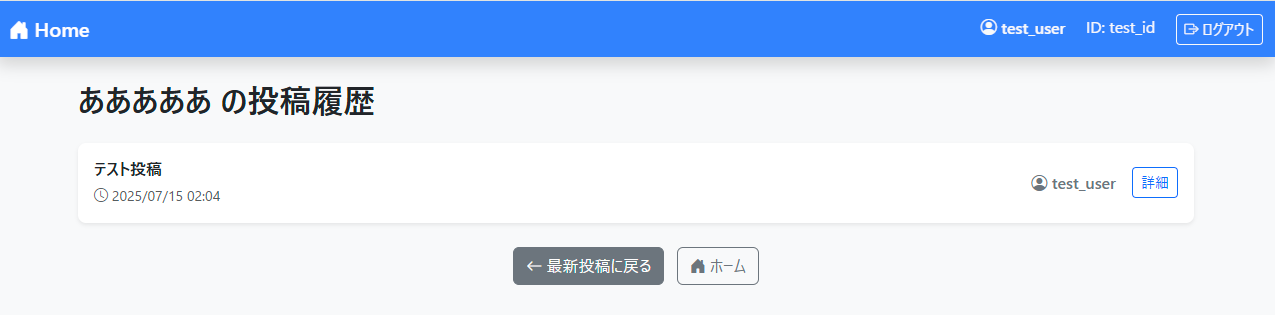 Home test_user ID: test_id ログアウト
ああああああ の投稿履歴
テスト投稿
2025/07/15 02:04 test_user 詳細
← 最新投稿に戻る ホーム